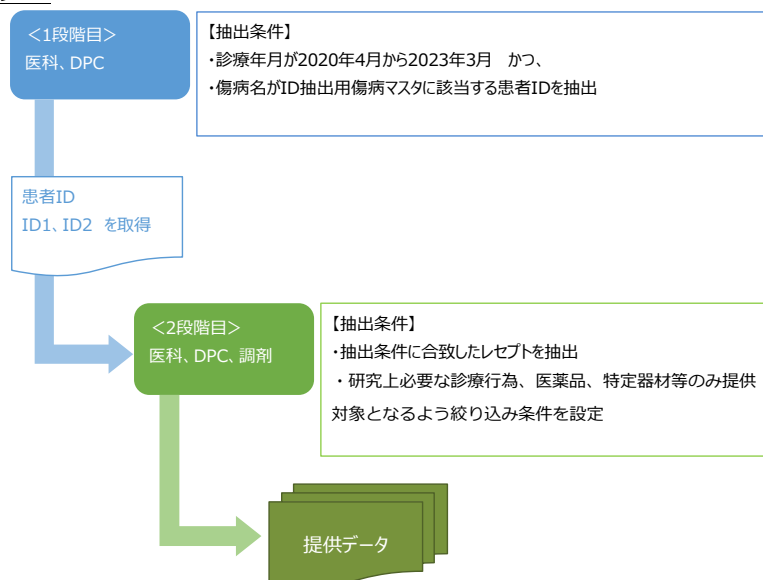 <1段階目>
医科、DPC
【抽出条件】
・診療年月が2020年4月から2023年3月　かつ、
・傷病名がID抽出用傷病マスタに該当する患者IDを抽出
患者ID
ID1、ID2 を取得
<2段階目>
医科、DPC、調剤
【抽出条件】
・抽出条件に合致したレセプトを抽出
・研究上必要な診療行為、医薬品、特定器材等のみ提供
対象となるよう絞り込み条件を設定
提供データ